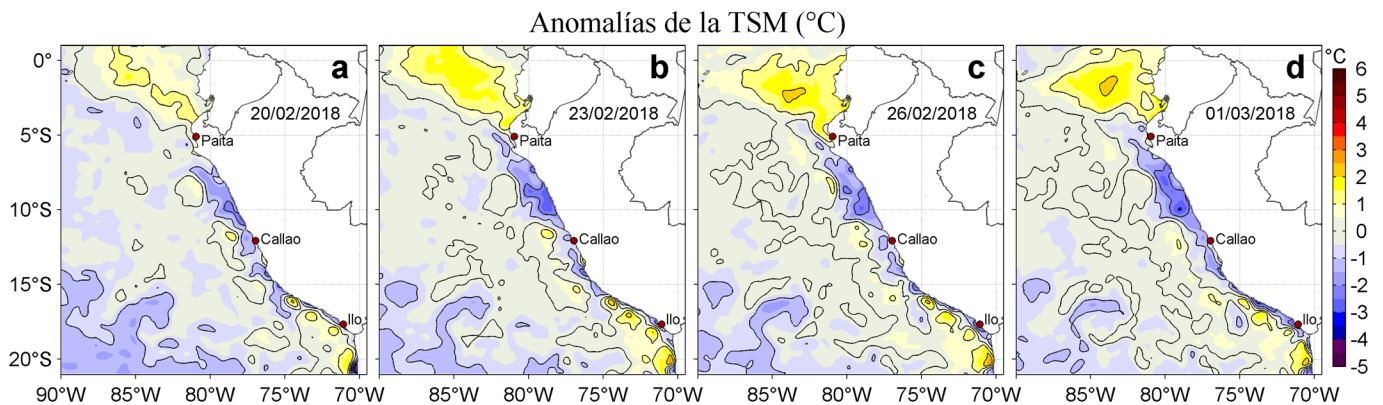 Anomalías de la TSM (°C)
a
b
c
d
°C
20/02/2018
23/02/2018
26/02/2018
01/03/2018
Paita
Paita
Paita
Paita
Callao
Callao
Callao
Callao
Ilo
Ilo
Ilo
Ilo
0°
5°S
10°S
15°S
20°S
90°W 85°W 80°W 75°W 85°W 80°W 75°W 85°W 80°W 75°W 85°W 80°W 75°W 70°W
6
5
4
3
2
1
0
-1
-2
-3
-4
-5